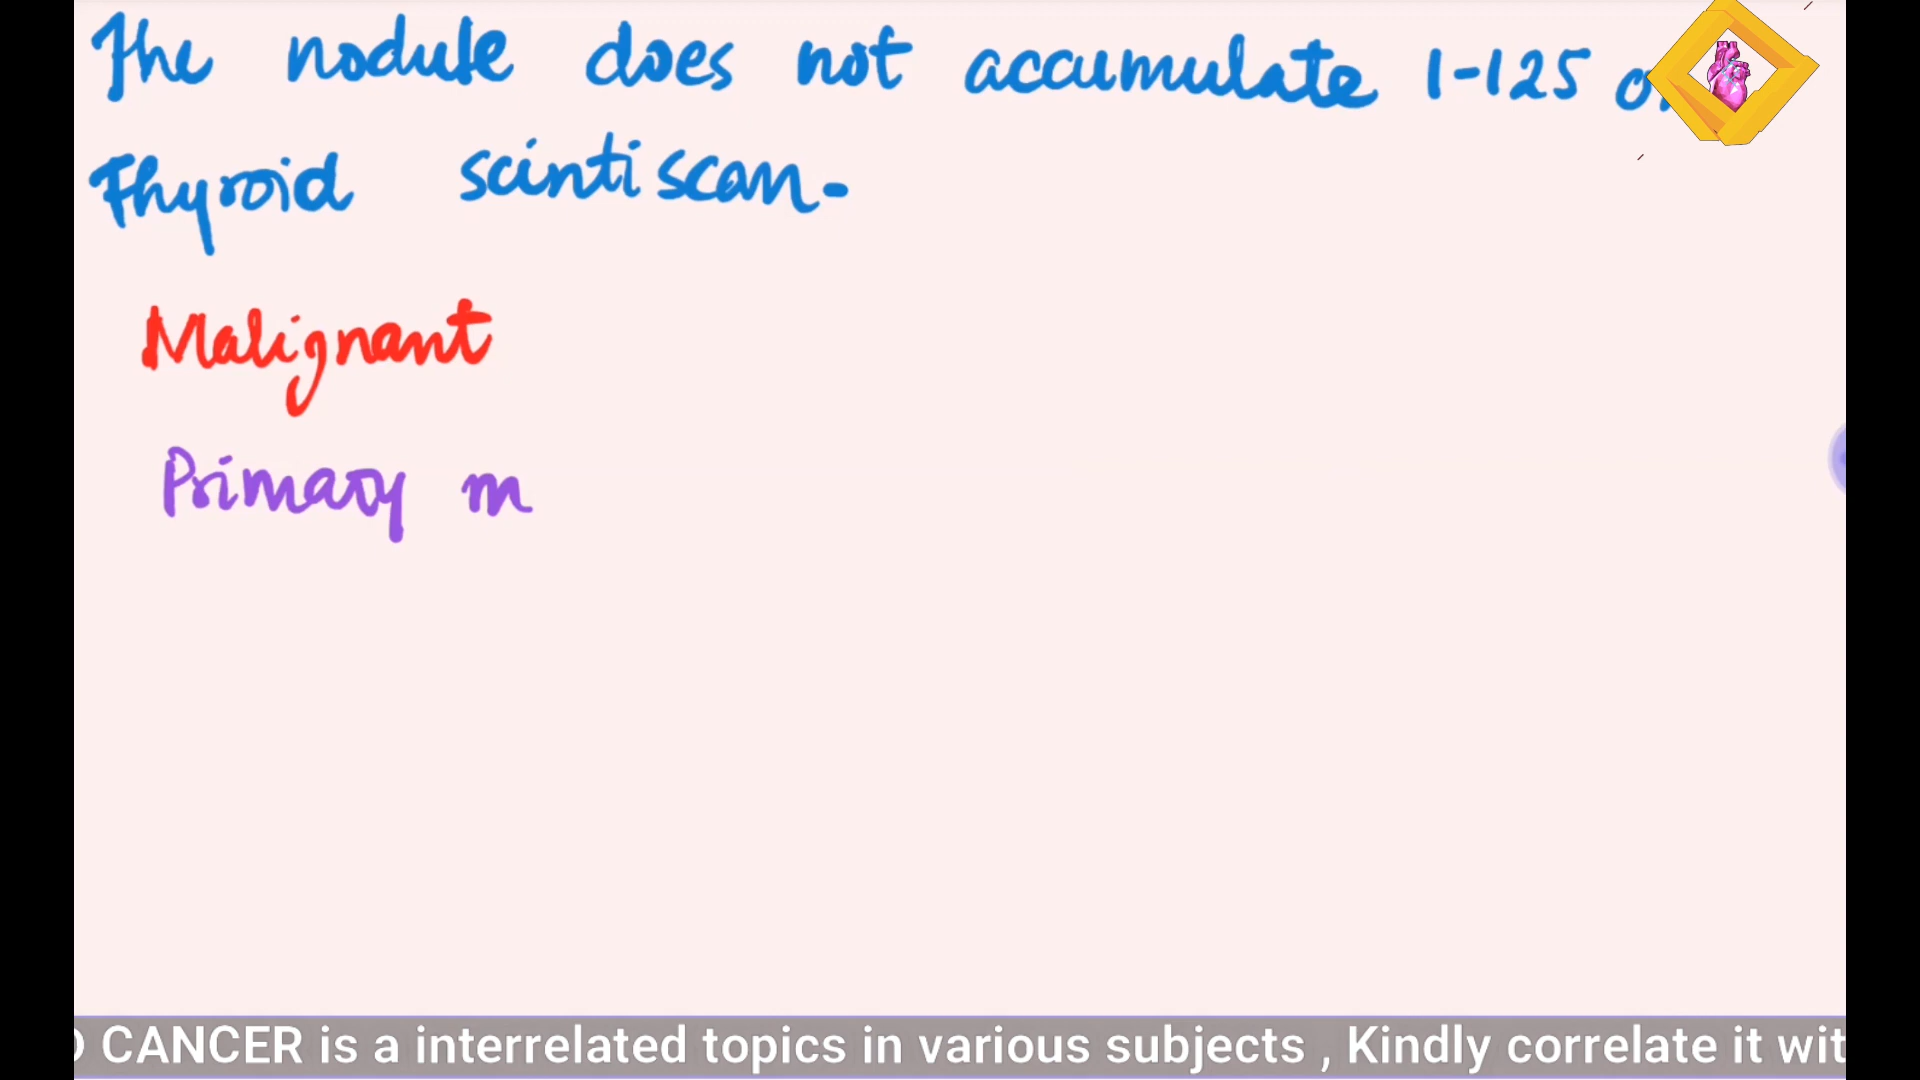 The nodule does not accumulate I-125
Thyroid scintiscan-
Malignant
Primary m
CANCER is a interrelated topics in various subjects , Kindly correlate it wit